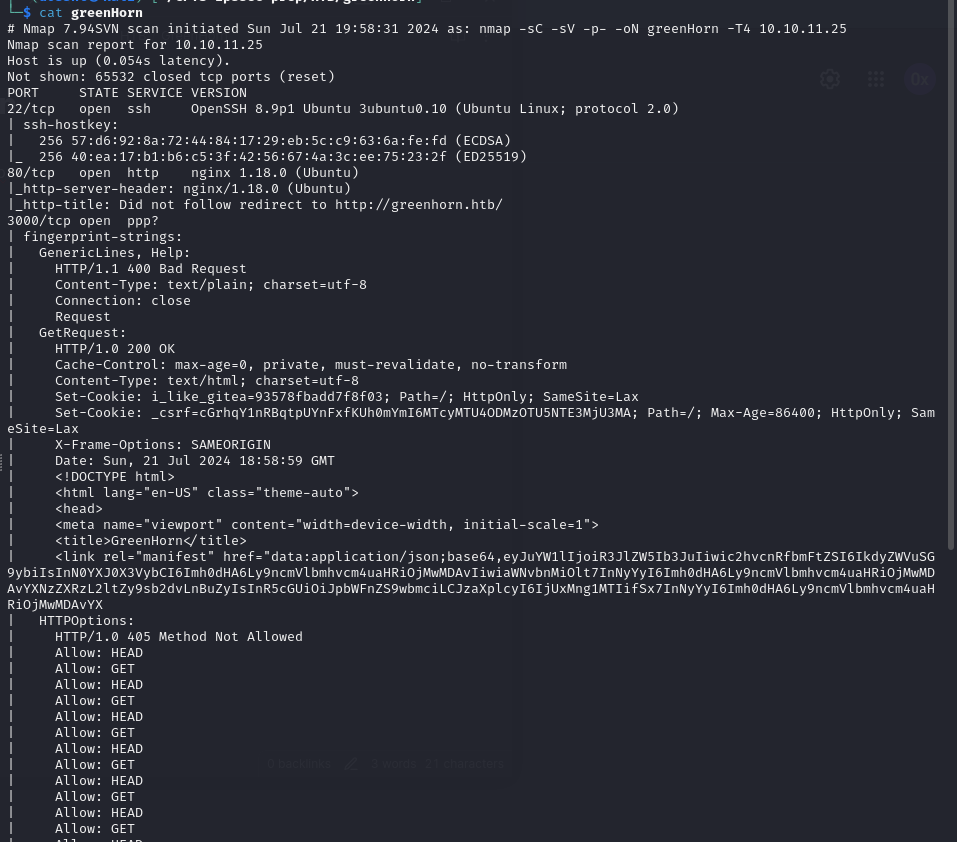 └─$ cat greenHorn
# Nmap 7.94SVN scan initiated Sun Jul 21 19:58:31 2024 as: nmap -sC -sV -p- -oN greenHorn -T4 10.10.11.25
Nmap scan report for 10.10.11.25
Host is up (0.054s latency).
Not shown: 65532 closed tcp ports (reset)
PORT     STATE SERVICE VERSION
22/tcp   open  ssh     OpenSSH 8.9p1 Ubuntu 3ubuntu0.10 (Ubuntu Linux; protocol 2.0)
| ssh-hostkey:
|   256 57:d6:92:8a:72:44:84:17:29:eb:5c:c9:63:6a:fe:fd (ECDSA)
|_  256 40:ea:17:b1:b6:c5:3f:42:56:67:4a:3c:ee:75:23:2f (ED25519)
80/tcp   open  http    nginx 1.18.0 (Ubuntu)
|_http-server-header: nginx/1.18.0 (Ubuntu)
|_http-title: Did not follow redirect to http://greenhorn.htb/
3000/tcp open  ppp?
| fingerprint-strings:
|   GenericLines, Help:
|     HTTP/1.1 400 Bad Request
|     Content-Type: text/plain; charset=utf-8
|     Connection: close
|     Request
|   GetRequest:
|     HTTP/1.0 200 OK
|     Cache-Control: max-age=0, private, must-revalidate, no-transform
|     Content-Type: text/html; charset=utf-8
|     Set-Cookie: i_like_gitea=93578fbadd7f8f03; Path=/; HttpOnly; SameSite=Lax
|     Set-Cookie: _csrf=cGrhqY1nRBqtpUYnFxfKUh0mYmI6MTcyMTU4ODMzOTU5NTE3MjU3MA; Path=/; Max-Age=86400; HttpOnly; Sam
eSite=Lax
|     X-Frame-Options: SAMEORIGIN
|     Date: Sun, 21 Jul 2024 18:58:59 GMT
|     <!DOCTYPE html>
|     <html lang="en-US" class="theme-auto">
|     <head>
|     <meta name="viewport" content="width=device-width, initial-scale=1">
|     <title>GreenHorn</title>
|     <link rel="manifest" href="data:application/json;base64,eyJuYW1lIjoiR3JlZW5Ib3JuIiwic2hvcnRfbmFtZSI6IkdyZWVuSG
9ybiIsInN0YXJ0X3VybCI6Imh0dHA6Ly9ncmVlbmhvcm4uaHRiOjMwMDAvIiwiaWNvbnMiOlt7InNyYyI6Imh0dHA6Ly9ncmVlbmhvcm4uaHRiOjMwMD
AvYXNzZXRzL2ltZy9sb2dvLnBuZyIsInR5cGUiOiJpbWFnZS9wbmciLCJzaXplcyI6IjUxMng1MTIifSx7InNyYyI6Imh0dHA6Ly9ncmVlbmhvcm4uaH
RiOjMwMDAvYX
|   HTTPOptions:
|     HTTP/1.0 405 Method Not Allowed
|     Allow: HEAD
|     Allow: GET
|     Allow: HEAD
|     Allow: GET
|     Allow: HEAD
|     Allow: GET
|     Allow: HEAD
|     Allow: GET
|     Allow: HEAD
|     Allow: GET
|     Allow: HEAD
|     Allow: GET